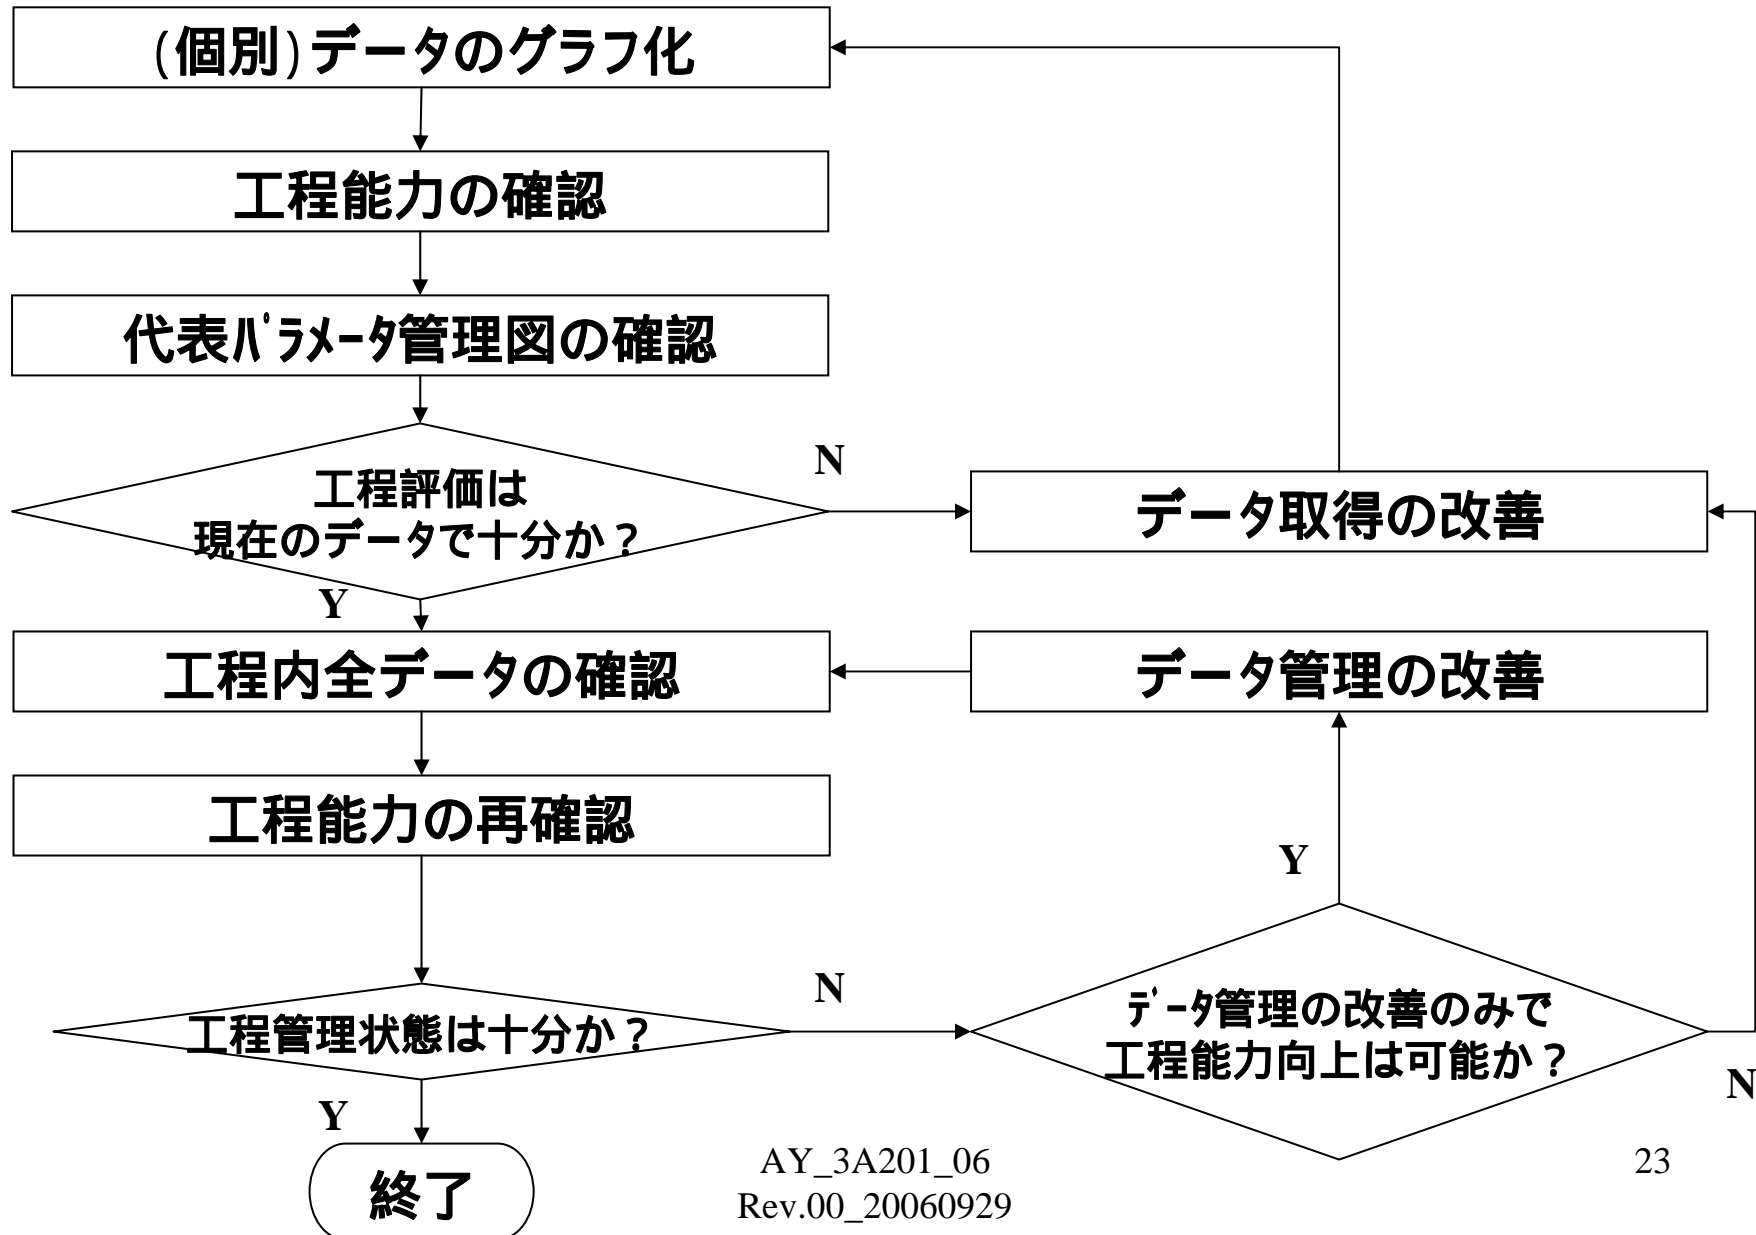 (個別)データのグラフ化
工程能力の確認
代表ﾊﾟﾗﾒｰﾀ管理図の確認
工程評価は
現在のデータで十分か？
N
データ取得の改善
Y
工程内全データの確認
データ管理の改善
工程能力の再確認
Y
工程管理状態は十分か？
N
ﾃﾞｰﾀ管理の改善のみで
工程能力向上は可能か？
N
Y
終了
AY_3A201_06
Rev.00_20060929
23